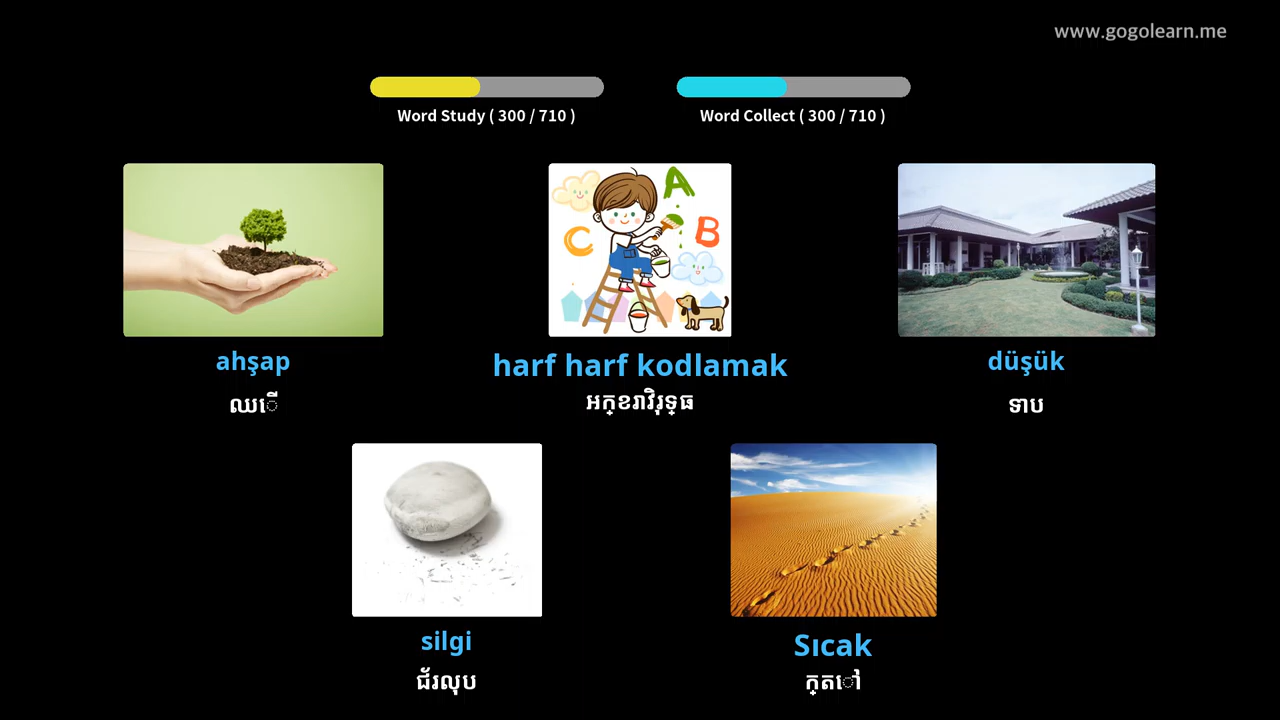 www.gogolearn.me
Word Study ( 300 / 710 )
Word Collect ( 300 / 710 )
ahşap
ឈើ
harf harf kodlamak
អក្ខរាវិរុទ្ធ
düşük
ទាប
silgi
ជ័រលុប
Sıcak
ក្តៅ